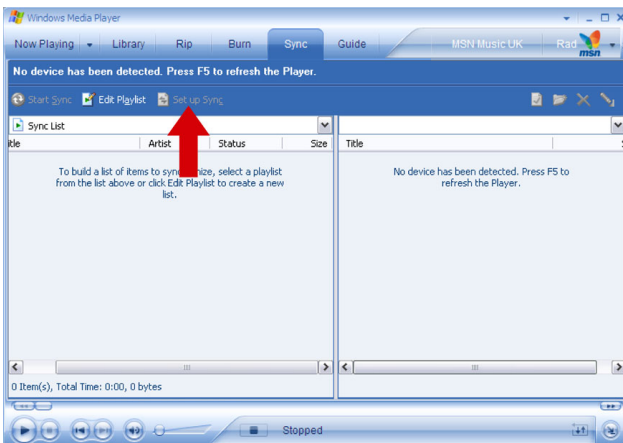 Windows Media Player
Now Playing Library Rip Burn Sync Guide MSN Music UK Rad msn
No device has been detected. Press F5 to refresh the Player.
Start Sync Edit Playlist Set up Sync
Sync List
itle Artist Status Size Title
To build a list of items to synchronize, select a playlist
from the list above or click Edit Playlist to create a new
list.
No device has been detected. Press F5 to
refresh the Player.
0 Item(s), Total Time: 0:00, 0 bytes
Stopped